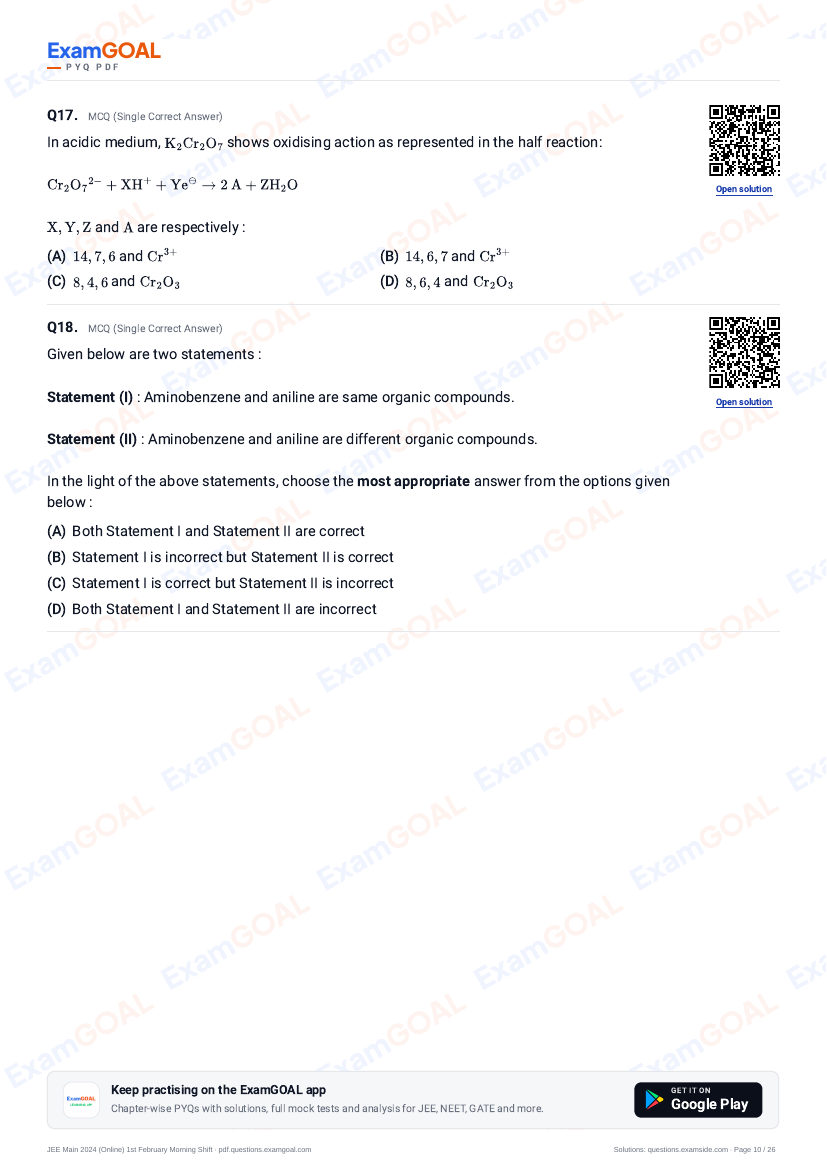 ExamGOAL
PYQ PDF
Q17. MCQ (Single Correct Answer)
In acidic medium, K₂Cr₂O₇ shows oxidising action as represented in the half reaction:
Cr₂O₇²⁻ + XH⁺ + Ye⊖ → 2 A + ZH₂O
X, Y, Z and A are respectively :
(A) 14, 7, 6 and Cr³⁺
(B) 14, 6, 7 and Cr³⁺
(C) 8, 4, 6 and Cr₂O₃
(D) 8, 6, 4 and Cr₂O₃
Open solution
Q18. MCQ (Single Correct Answer)
Given below are two statements :
Statement (I) : Aminobenzene and aniline are same organic compounds.
Statement (II) : Aminobenzene and aniline are different organic compounds.
In the light of the above statements, choose the most appropriate answer from the options given
below :
(A) Both Statement I and Statement II are correct
(B) Statement I is incorrect but Statement II is correct
(C) Statement I is correct but Statement II is incorrect
(D) Both Statement I and Statement II are incorrect
Open solution
ExamGOAL
Keep practising on the ExamGOAL app
Chapter-wise PYQs with solutions, full mock tests and analysis for JEE, NEET, GATE and more.
GET IT ON
Google Play
JEE Main 2024 (Online) 1st February Morning Shift · pdf.questions.examgoal.com
Solutions: questions.examside.com · Page 10 / 26